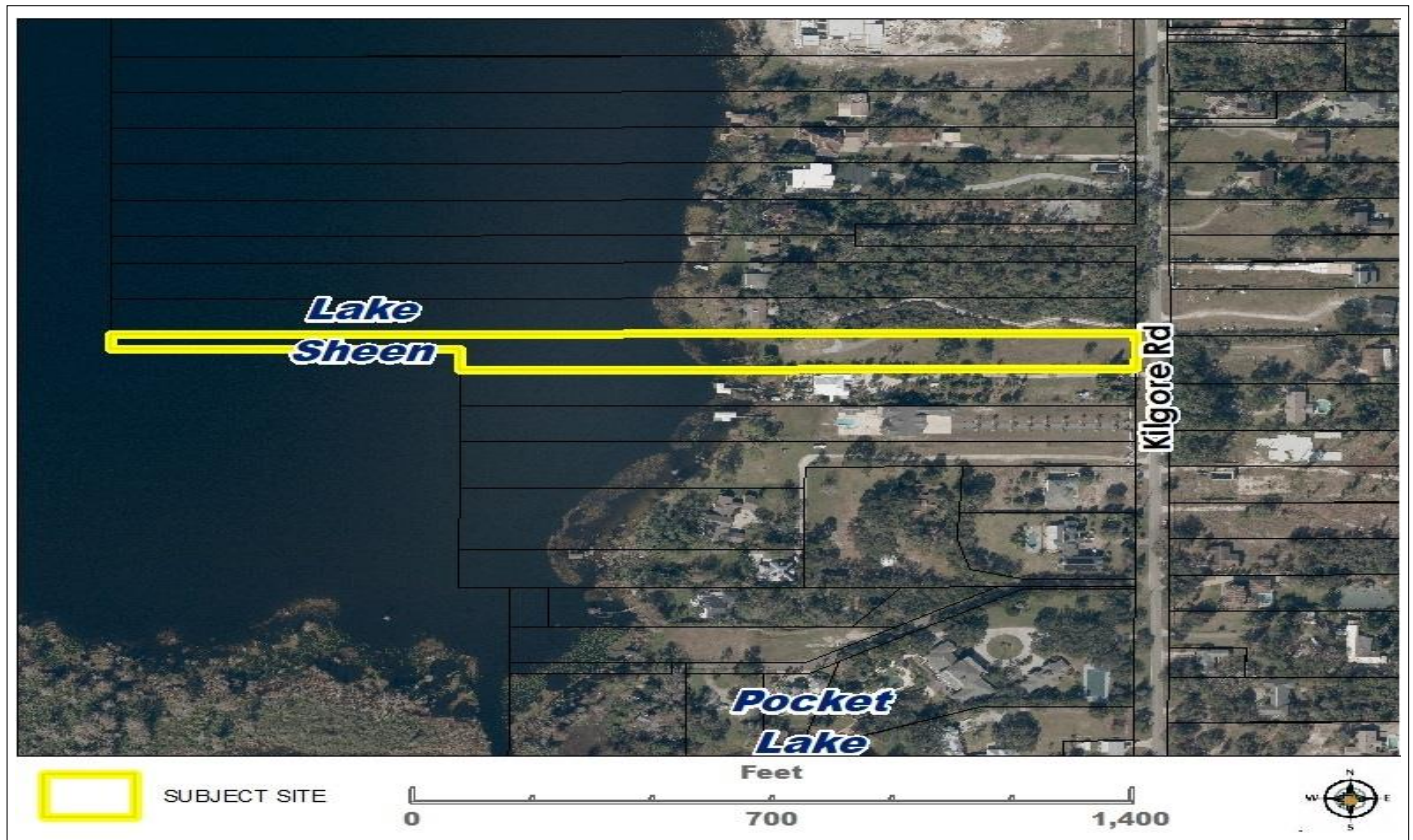 Lake
Sheen
Kilgore Rd
Pocket
Lake
SUBJECT SITE
Feet
0 700 1,400
N
W E
S